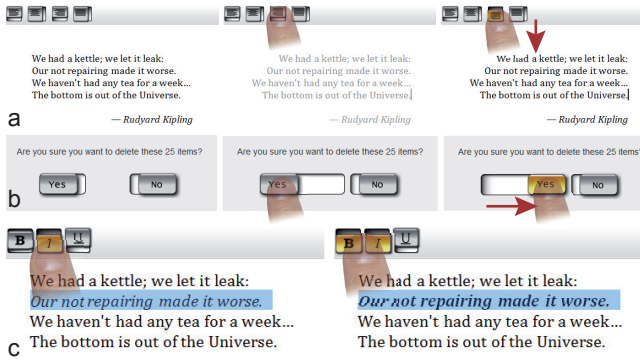 We had a kettle; we let it leak:
Our not repairing made it worse.
We haven't had any tea for a week...
The bottom is out of the Universe.
— Rudyard Kipling
We had a kettle; we let it leak:
Our not repairing made it worse.
We haven't had any tea for a week...
The bottom is out of the Universe.
— Rudyard Kipling
We had a kettle; we let it leak:
Our not repairing made it worse.
We haven't had any tea for a week...
The bottom is out of the Universe.
— Rudyard Kipling
a
Are you sure you want to delete these 25 items?
Yes No
Are you sure you want to delete these 25 items?
Yes No
Are you sure you want to delete these 25 items
Yes No
b
B I U
We had a kettle; we let it leak:
Our not repairing made it worse.
We haven't had any tea for a week...
The bottom is out of the Universe.
B I U
We had a kettle; we let it leak:
Our not repairing made it worse.
We haven't had any tea for a week...
The bottom is out of the Universe.
c